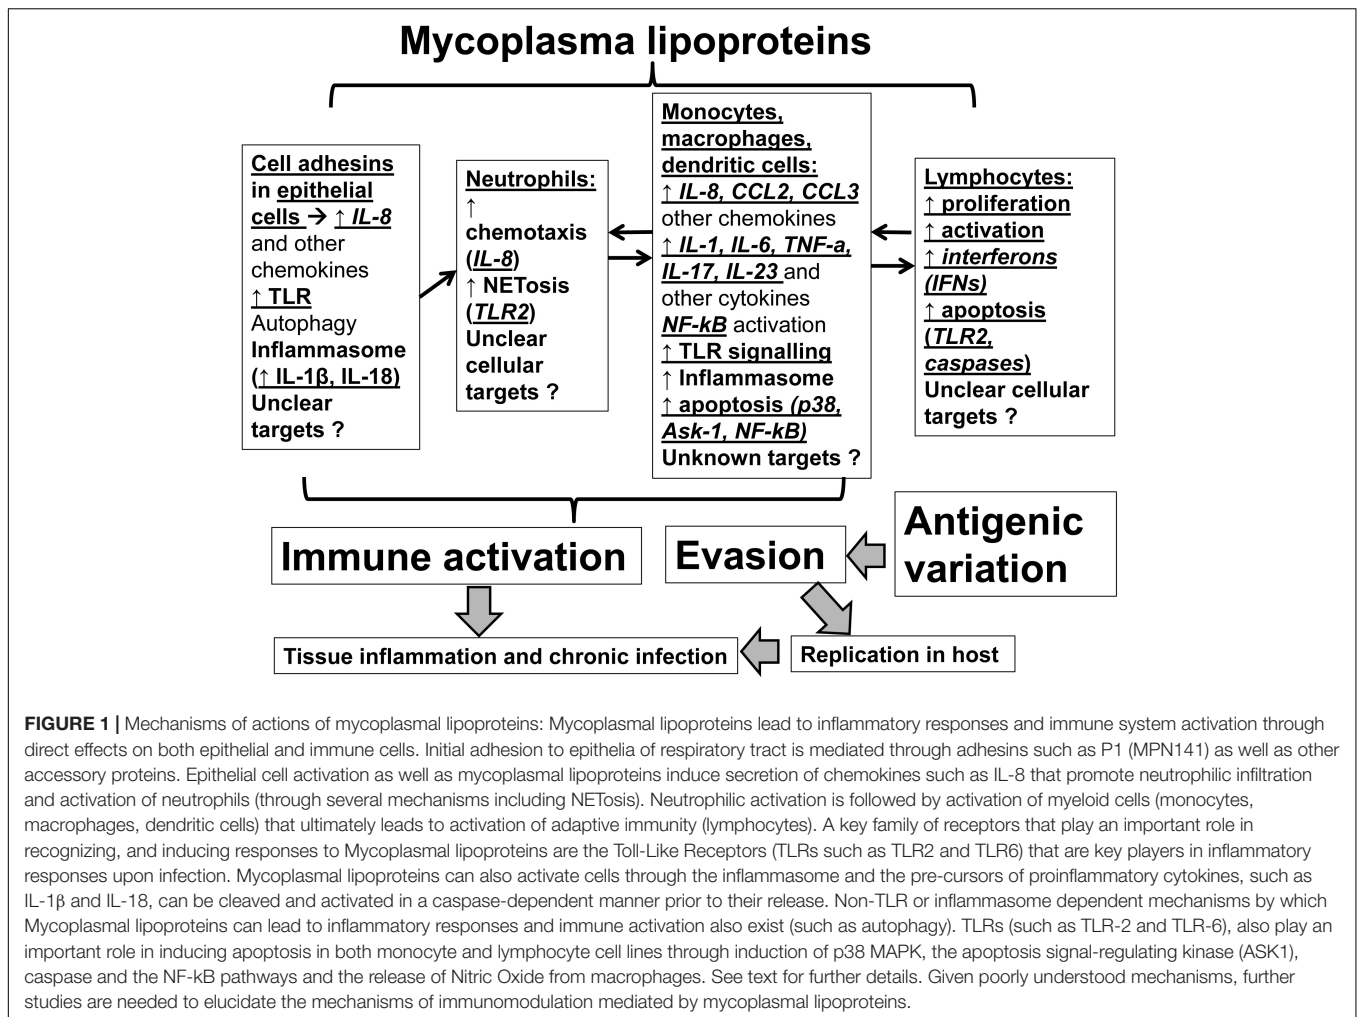 Mycoplasma lipoproteins
Cell adhesins
in epithelial
cells → ↑ IL-8
and other
chemokines
↑ TLR
Autophagy
Inflammasome
(↑ IL-1β, IL-18)
Unclear
targets ?
Neutrophils:
↑
chemotaxis
(IL-8)
↑ NETosis
(TLR2)
Unclear
cellular
targets ?
Monocytes,
macrophages,
dendritic cells:
↑ IL-8, CCL2, CCL3
other chemokines
↑ IL-1, IL-6, TNF-a,
IL-17, IL-23 and
other cytokines
NF-kB activation
↑ TLR signalling
↑ Inflammasome
↑ apoptosis (p38,
Ask-1, NF-kB)
Unknown targets ?
Lymphocytes:
↑ proliferation
↑ activation
↑ interferons
(IFNs)
↑ apoptosis
(TLR2,
caspases)
Unclear cellular
targets ?
Immune activation
Evasion
Antigenic
variation
Tissue inflammation and chronic infection
Replication in host
FIGURE 1 | Mechanisms of actions of mycoplasmal lipoproteins: Mycoplasmal lipoproteins lead to inflammatory responses and immune system activation through
direct effects on both epithelial and immune cells. Initial adhesion to epithelia of respiratory tract is mediated through adhesins such as P1 (MPN141) as well as other
accessory proteins. Epithelial cell activation as well as mycoplasmal lipoproteins induce secretion of chemokines such as IL-8 that promote neutrophilic infiltration
and activation of neutrophils (through several mechanisms including NETosis). Neutrophilic activation is followed by activation of myeloid cells (monocytes,
macrophages, dendritic cells) that ultimately leads to activation of adaptive immunity (lymphocytes). A key family of receptors that play an important role in
recognizing, and inducing responses to Mycoplasmal lipoproteins are the Toll-Like Receptors (TLRs such as TLR2 and TLR6) that are key players in inflammatory
responses upon infection. Mycoplasmal lipoproteins can also activate cells through the inflammasome and the pre-cursors of proinflammatory cytokines, such as
IL-1β and IL-18, can be cleaved and activated in a caspase-dependent manner prior to their release. Non-TLR or inflammasome dependent mechanisms by which
Mycoplasmal lipoproteins can lead to inflammatory responses and immune activation also exist (such as autophagy). TLRs (such as TLR-2 and TLR-6), also play an
important role in inducing apoptosis in both monocyte and lymphocyte cell lines through induction of p38 MAPK, the apoptosis signal-regulating kinase (ASK1),
caspase and the NF-kB pathways and the release of Nitric Oxide from macrophages. See text for further details. Given poorly understood mechanisms, further
studies are needed to elucidate the mechanisms of immunomodulation mediated by mycoplasmal lipoproteins.